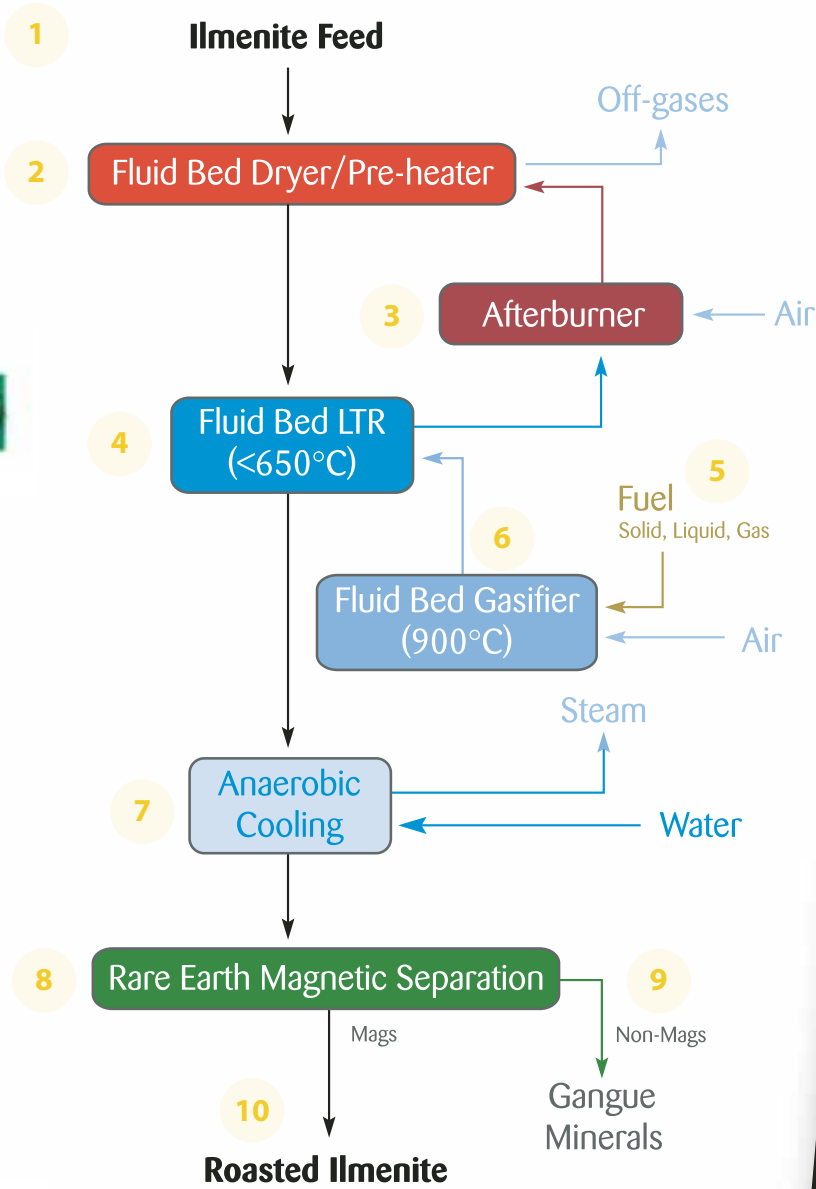 1
Ilmenite Feed
Off-gases
2
Fluid Bed Dryer/Pre-heater
3
Afterburner
Air
4
Fluid Bed LTR
(<650°C)
5
Fuel
Solid, Liquid, Gas
6
Fluid Bed Gasifier
(900°C)
Air
Steam
7
Anaerobic
Cooling
Water
8
Rare Earth Magnetic Separation
9
Mags
Non-Mags
Gangue
Minerals
10
Roasted Ilmenite